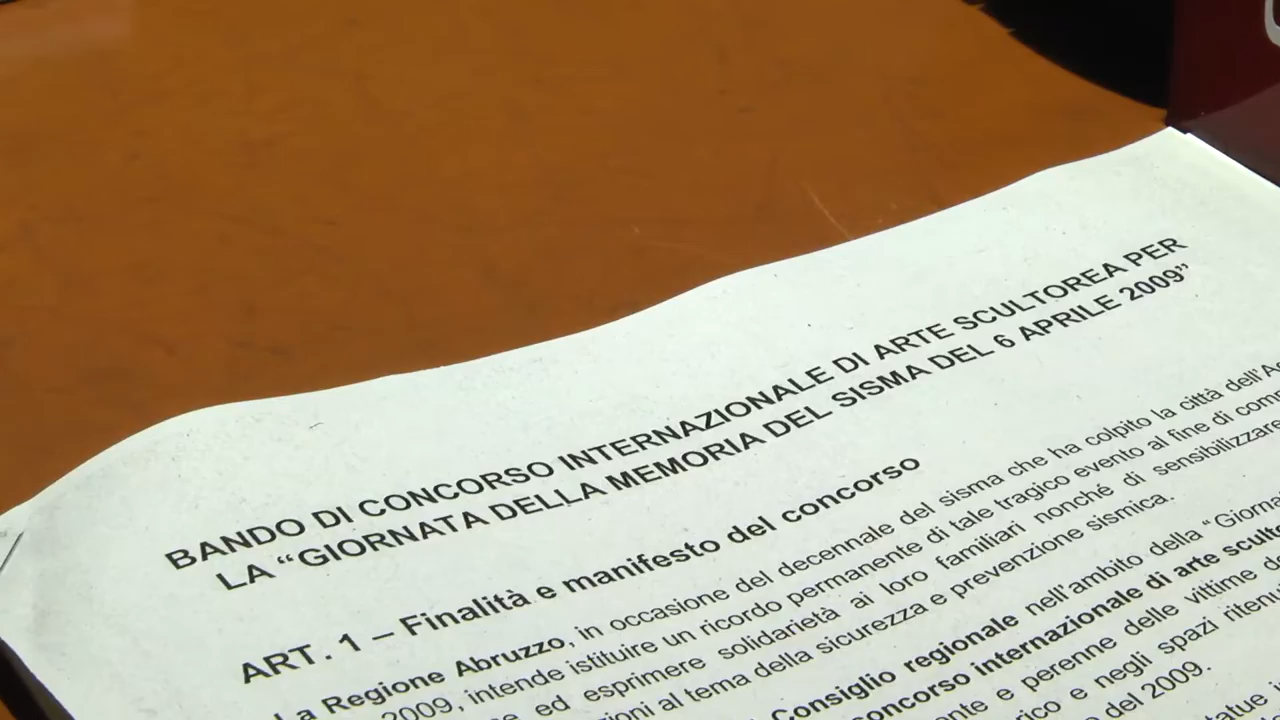 BANDO DI CONCORSO INTERNAZIONALE DI ARTE SCULTOREA PER
LA “GIORNATA DELLA MEMORIA DEL SISMA DEL 6 APRILE 2009”
ART. 1 – Finalità e manifesto del concorso
La Regione Abruzzo, in occasione del decennale del sisma che ha colpito la città dell'A
2009, intende istituire un ricordo permanente di tale tragico evento al fine di com
ed esprimere solidarietà ai loro familiari nonché di sensibilizzare
zioni al tema della sicurezza e prevenzione sismica.
Consiglio regionale nell'ambito della “Giorna
concorso internazionale di arte sculto
e perenne delle vittime d
rico e negli spazi ritenu
del 2009.